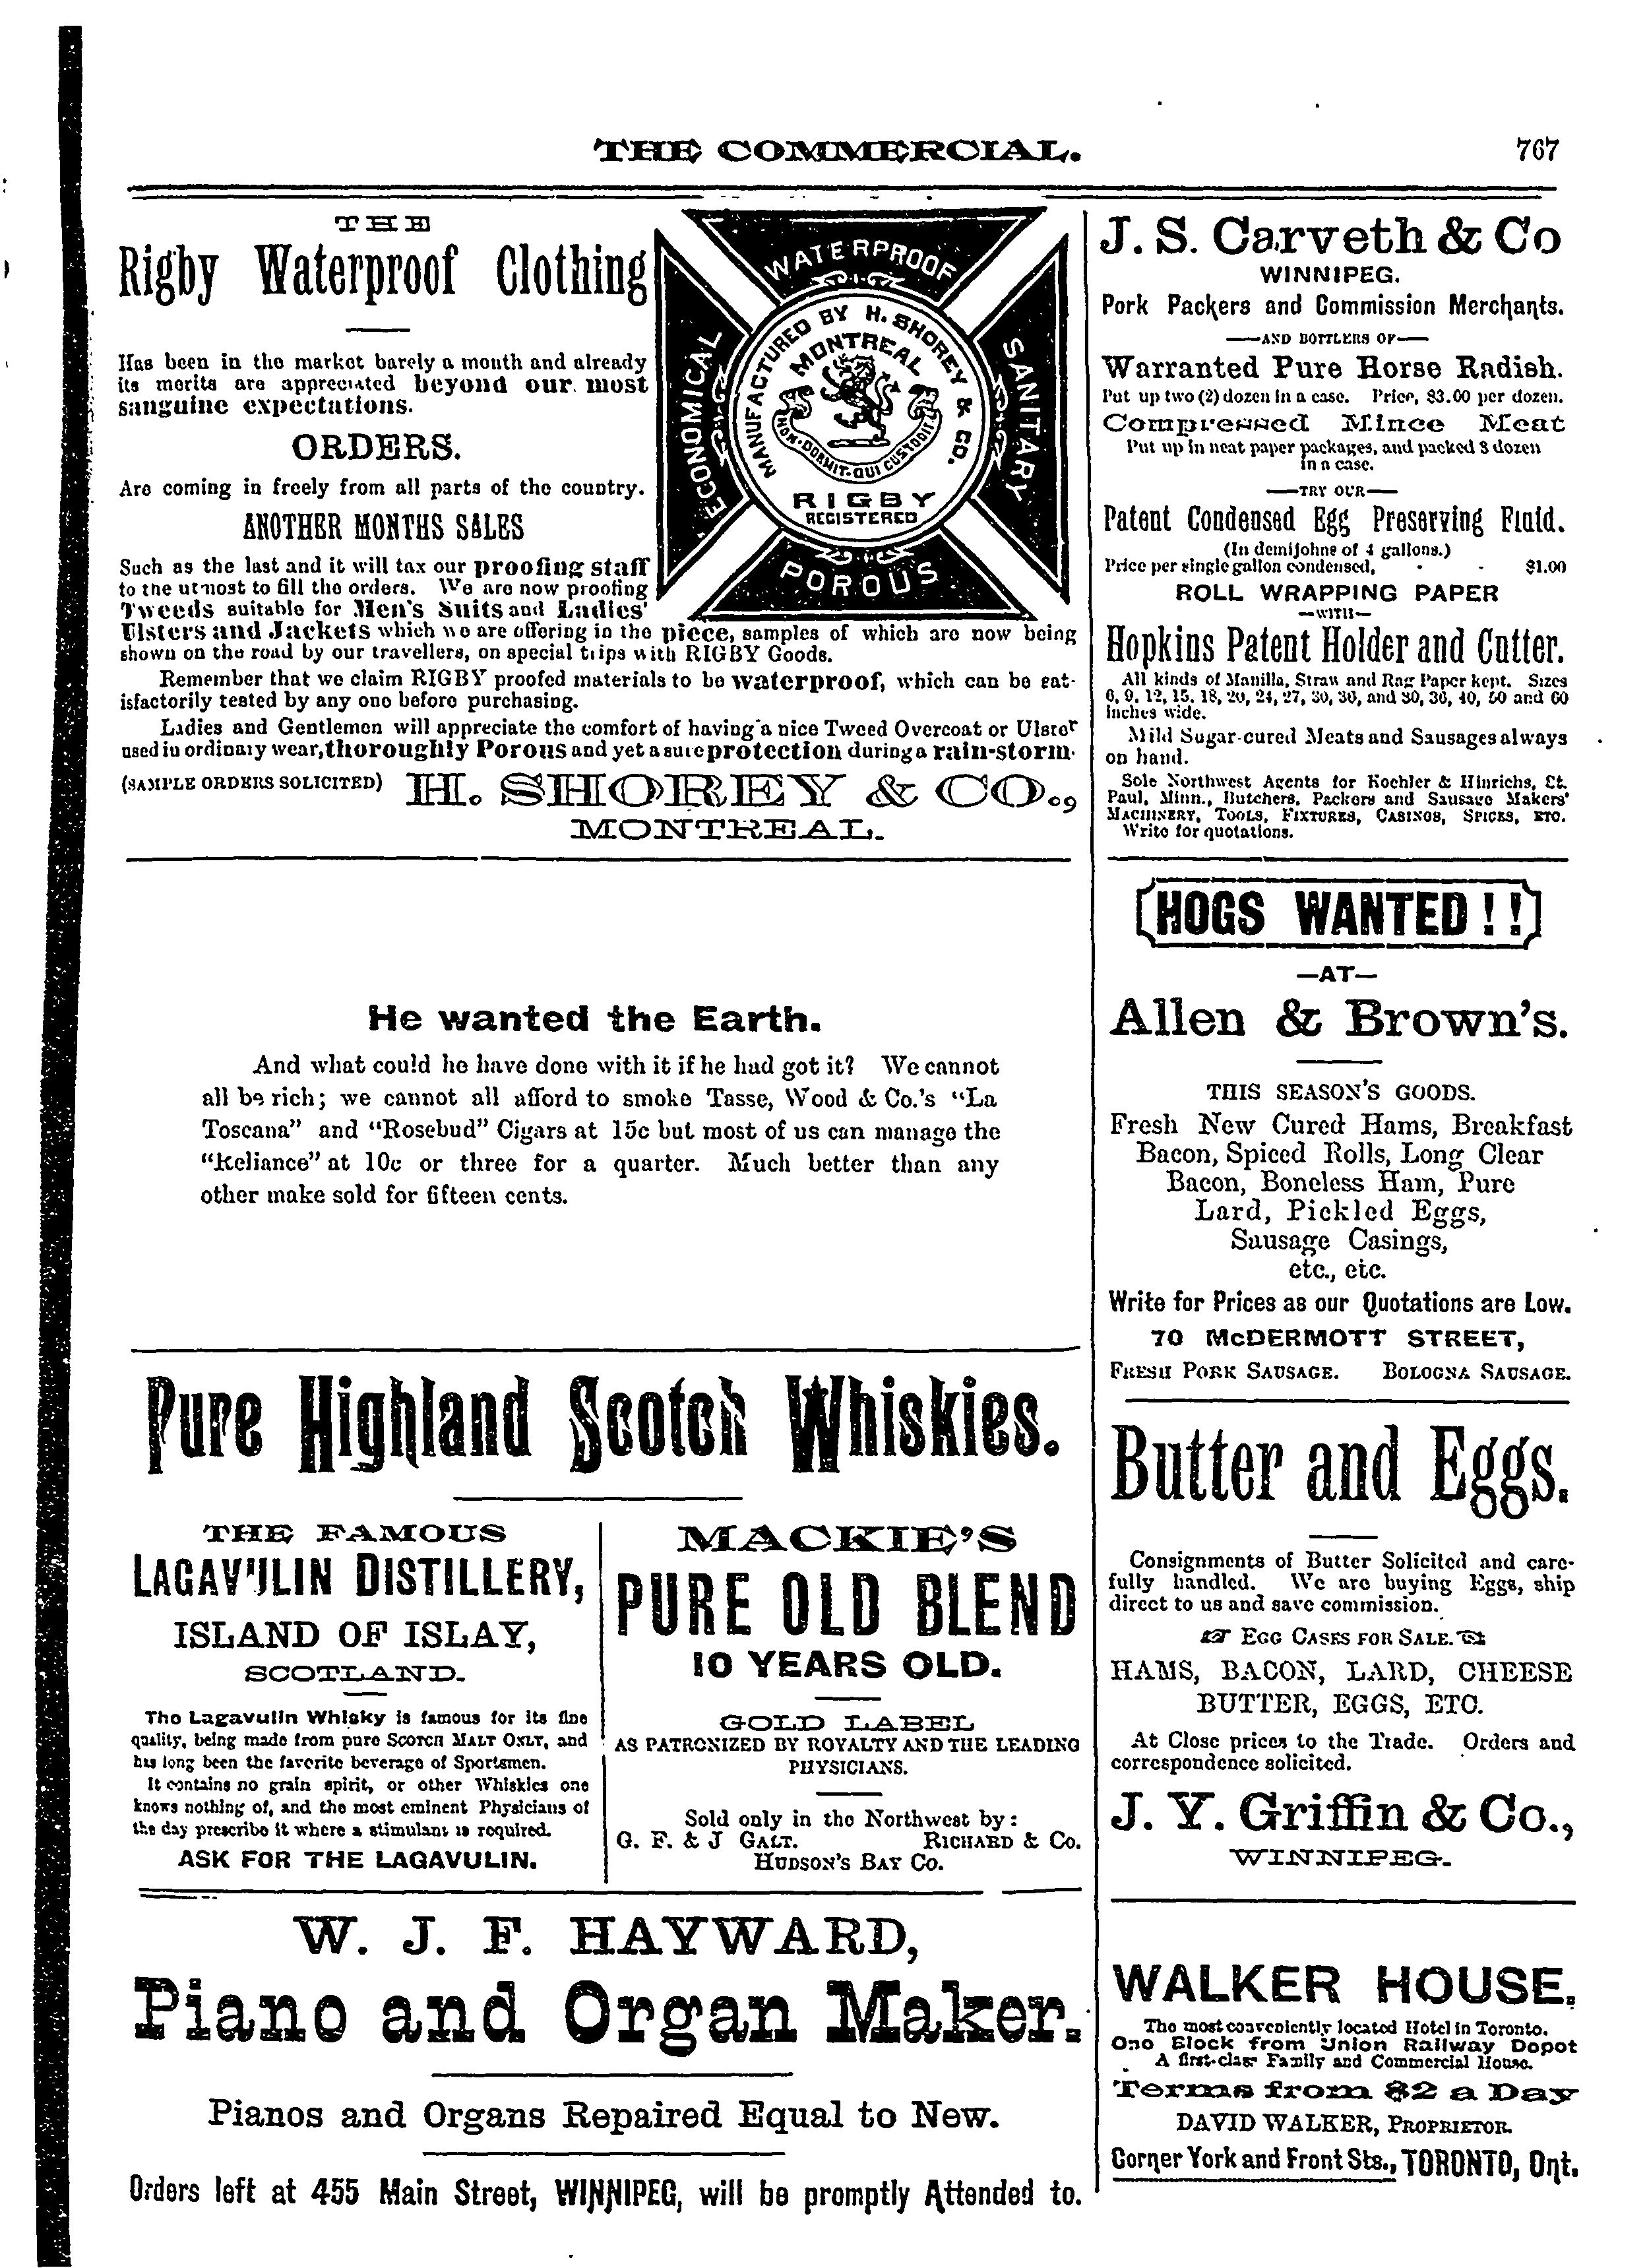 THE COMMERCIAL.
767
THE
Rigby Waterproof Clothing
Has been in the market barely a month and already
its merits are appreciated beyond our most
sanguine expectations.
ORDERS.
Are coming in freely from all parts of the country.
ANOTHER MONTHS SALES
Such as the last and it will tax our proofing staff
to the utmost to fill the orders. We are now proofing
Tweeds suitable for Men's Suits and Ladies'
Ulsters and Jackets which we are offering in the piece, samples of which are now being
shown on the road by our travellers, on special trips with RIGBY Goods.
Remember that we claim RIGBY proofed materials to be waterproof, which can be sat-
isfactorily tested by any one before purchasing.
Ladies and Gentlemen will appreciate the comfort of having a nice Tweed Overcoat or Ulster
used in ordinary wear, thoroughly Porous and yet a sure protection during a rain-storm.
(SAMPLE ORDERS SOLICITED)
H. SHOREY & CO.,
MONTREAL.
WATERPROOF
ECONOMICAL
SANITARY
POROUS
MANUFACTURED BY H. SHOREY & CO.
MONTREAL
NON·DORMIT·QUI CUSTODIT
RIGBY
REGISTERED
He wanted the Earth.
And what could he have done with it if he had got it? We cannot
all be rich; we cannot all afford to smoke Tasse, Wood & Co.'s "La
Toscana" and "Rosebud" Cigars at 15c but most of us can manage the
"Reliance" at 10c or three for a quarter. Much better than any
other make sold for fifteen cents.
Pure Highland Scotch Whiskies.
THE FAMOUS
LAGAVULIN DISTILLERY,
ISLAND OF ISLAY,
SCOTLAND.
The Lagavulin Whisky is famous for its fine
quality, being made from pure SCOTCH MALT ONLY, and
has long been the favorite beverage of Sportsmen.
It contains no grain spirit, or other Whiskies one
knows nothing of, and the most eminent Physicians of
the day prescribe it where a stimulant is required.
ASK FOR THE LAGAVULIN.
MACKIE'S
PURE OLD BLEND
10 YEARS OLD.
GOLD LABEL
AS PATRONIZED BY ROYALTY AND THE LEADING
PHYSICIANS.
Sold only in the Northwest by:
G. F. & J GALT. RICHARD & CO.
HUDSON'S BAY CO.
W. J. F. HAYWARD,
Piano and Organ Maker.
Pianos and Organs Repaired Equal to New.
Orders left at 455 Main Street, WINNIPEG, will be promptly Attended to.
J. S. Carveth & Co
WINNIPEG.
Pork Packers and Commission Merchants.
—AND BOTTLERS OF—
Warranted Pure Horse Radish.
Put up two (2) dozen in a case. Price, $3.00 per dozen.
Compressed Mince Meat
Put up in neat paper packages, and packed 3 dozen
in a case.
—TRY OUR—
Patent Condensed Egg Preserving Fluid.
(In demijohns of 4 gallons.)
Price per single gallon condensed, - - $1.00
ROLL WRAPPING PAPER
—WITH—
Hopkins Patent Holder and Cutter.
All kinds of Manilla, Straw and Rag Paper kept. Sizes
6, 9, 12, 15, 18, 20, 24, 27, 30, 36, and 30, 36, 40, 50 and 60
inches wide.
Mild Sugar-cured Meats and Sausages always
on hand.
Sole Northwest Agents for Koehler & Hinrichs, St.
Paul, Minn., Butchers, Packers and Sausage Makers'
MACHINERY, TOOLS, FIXTURES, CASINGS, SPICES, ETC.
Write for quotations.
HOGS WANTED!!
—AT—
Allen & Brown's.
THIS SEASON'S GOODS.
Fresh New Cured Hams, Breakfast
Bacon, Spiced Rolls, Long Clear
Bacon, Boneless Ham, Pure
Lard, Pickled Eggs,
Sausage Casings,
etc., etc.
Write for Prices as our Quotations are Low.
70 McDERMOTT STREET,
FRESH PORK SAUSAGE. BOLOGNA SAUSAGE.
Butter and Eggs.
Consignments of Butter Solicited and care-
fully handled. We are buying Eggs, ship
direct to us and save commission.
☞ EGG CASES FOR SALE. ☜
HAMS, BACON, LARD, CHEESE
BUTTER, EGGS, ETC.
At Close prices to the Trade. Orders and
correspondence solicited.
J. Y. Griffin & Co.,
WINNIPEG.
WALKER HOUSE.
The most conveniently located Hotel in Toronto.
One Block from Union Railway Depot
A first-class Family and Commercial House.
Terms from $2 a Day
DAVID WALKER, PROPRIETOR.
Corner York and Front Sts., TORONTO, Ont.